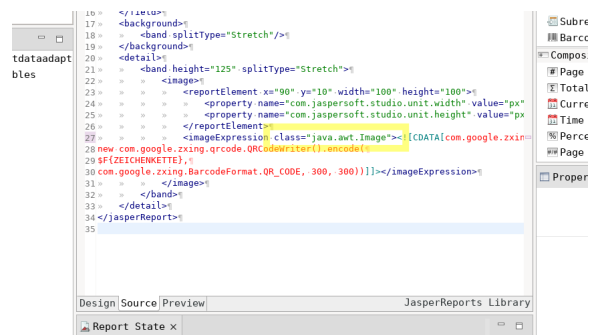 16 </field>
17 <background>¶
18 <band·splitType="Stretch"/>¶
19 </background>¶
20 <detail>¶
21 <band·height="125"·splitType="Stretch">¶
22 <image>¶
23 <reportElement·x="90"·y="10"·width="100"·height="100">¶
24 <property·name="com.jaspersoft.studio.unit.width"·value="px"
25 <property·name="com.jaspersoft.studio.unit.height"·value="px
26 </reportElement>¶
27 <imageExpression·class="java.awt.Image"><![CDATA[com.google.zxin
28 new·com.google.zxing.qrcode.QRCodeWriter().encode(¶
29 $F{ZEICHENKETTE},¶
30 com.google.zxing.BarcodeFormat.QR_CODE,·300,·300))]]></imageExpression>¶
31 </image>¶
32 </band>¶
33 </detail>¶
34 </jasperReport>¶
35
tdataadapt
bles
Design Source Preview
JasperReports Library
Report State ×
Subre
Barco
Compos
Page
Total
Curre
Time
Perce
Page
Proper